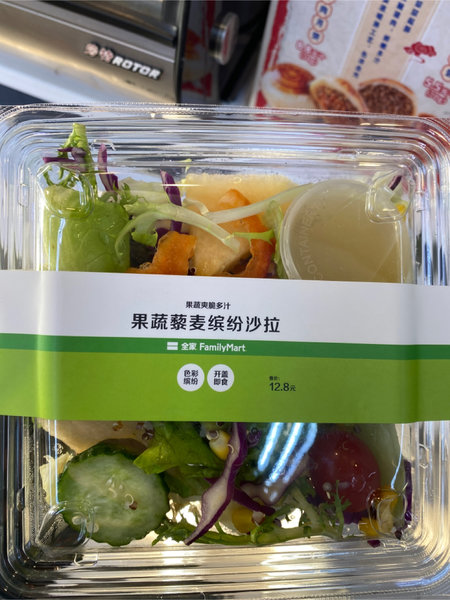 ROTOR
果蔬爽脆多汁
果蔬藜麦缤纷沙拉
全家 FamilyMart
色彩
缤纷
开盖
即食
售价:
12.8元